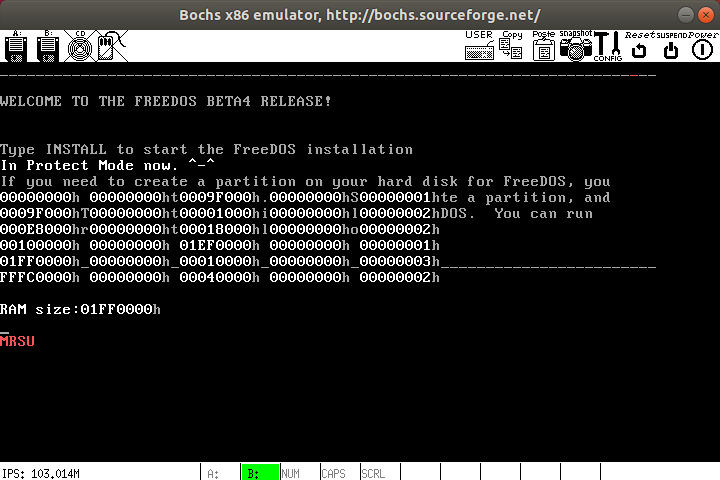 Bochs x86 emulator, http://bochs.sourceforge.net/
A: B: CD USER Copy Paste snapshot CONFIG Reset SUSPEND Power
WELCOME TO THE FREEDOS BETA4 RELEASE!
Type INSTALL to start the FreeDOS installation
In Protect Mode now. ^-^
If you need to create a partition on your hard disk for FreeDOS, you
00000000h 00000000ht0009F000h.00000000hS00000001hte a partition, and
0009F000hT00000000ht00001000hi00000000hl00000002hDOS.  You can run
000E8000hr00000000ht00018000hl00000000ho00000002h
00100000h 00000000h 01EF0000h 00000000h 00000001h
01FF0000h_00000000h_00010000h_00000000h_00000003h___________________________
FFFC0000h 00000000h 00040000h 00000000h 00000002h
RAM size:01FF0000h
_
MRSU
IPS: 103.014M A: B: NUM CAPS SCRL